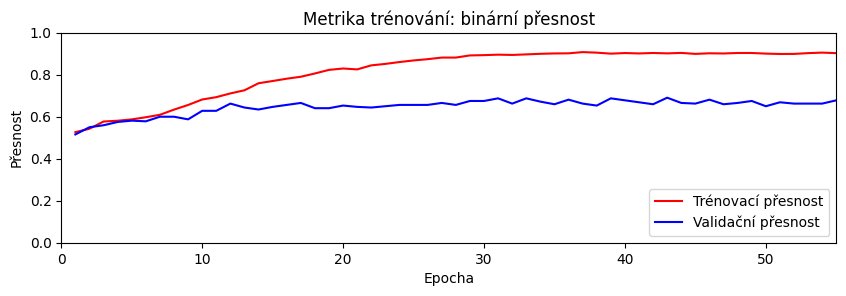 Metrika trénování: binární přesnost
Přesnost
1.0
0.8
0.6
0.4
0.2
0.0
Trénovací přesnost
Validační přesnost
0 10 20 30 40 50
Epocha